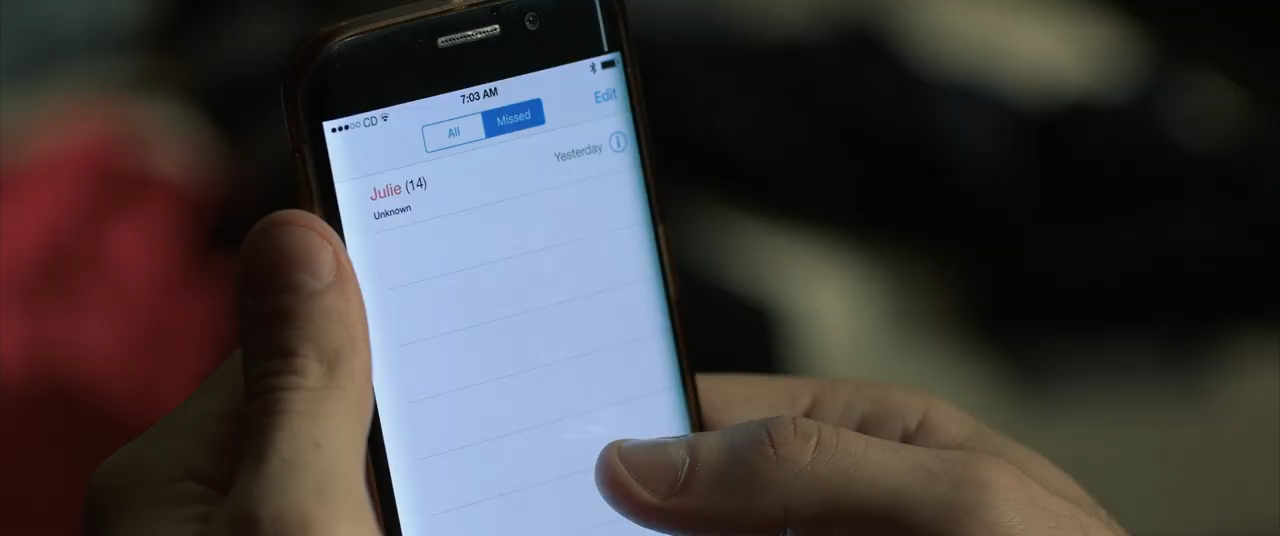 7:03 AM
CD
All Missed Edit
Julie (14) Yesterday
Unknown